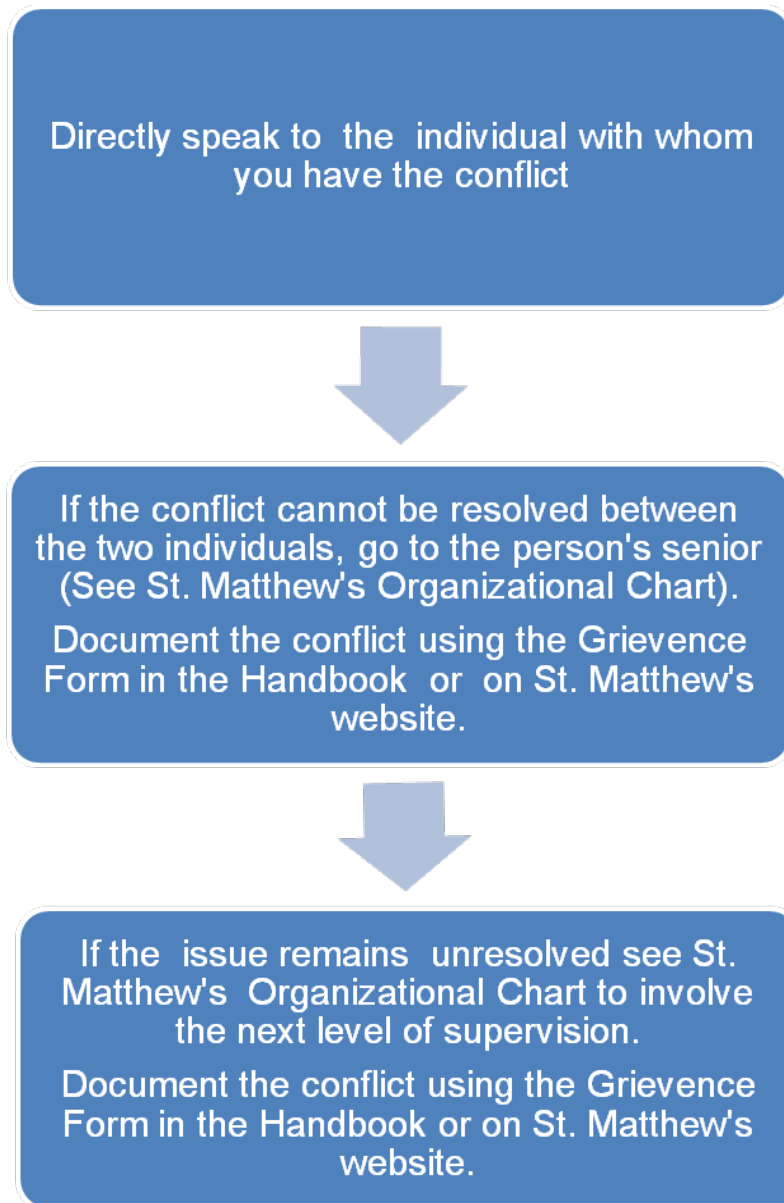 Directly speak to the individual with whom
you have the conflict
If the conflict cannot be resolved between
the two individuals, go to the person's senior
(See St. Matthew's Organizational Chart).
Document the conflict using the Grievence
Form in the Handbook or on St. Matthew's
website.
If the issue remains unresolved see St.
Matthew's Organizational Chart to involve
the next level of supervision.
Document the conflict using the Grievence
Form in the Handbook or on St. Matthew's
website.